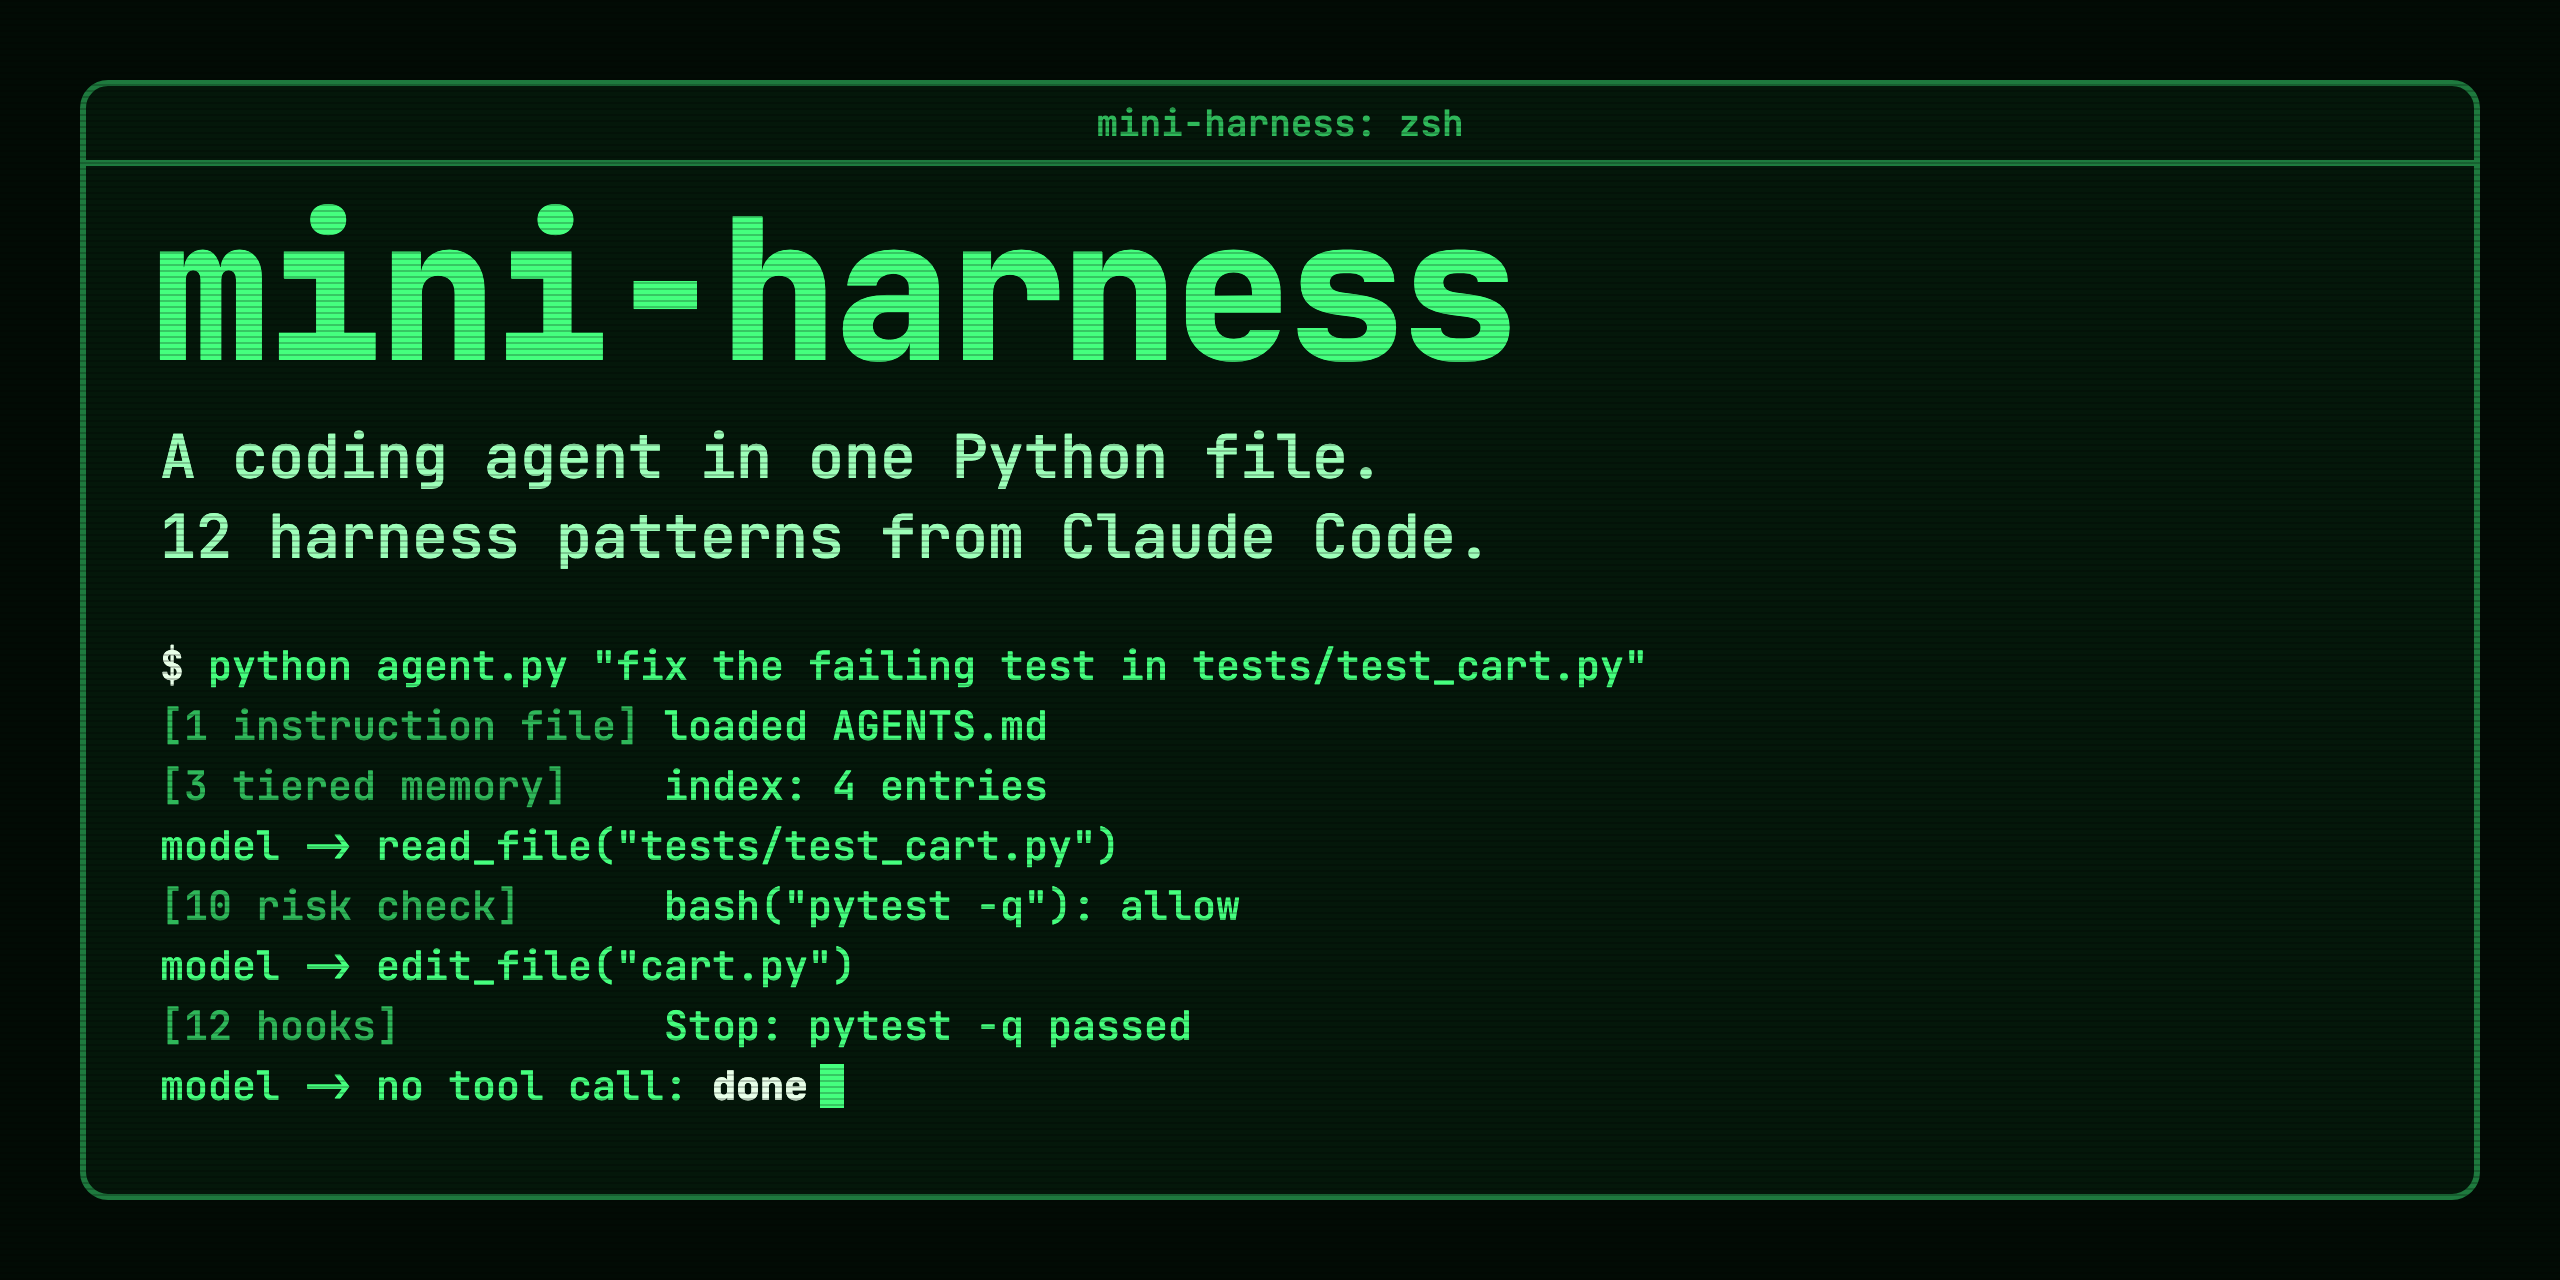 mini-harness: zsh
mini-harness
A coding agent in one Python file.
12 harness patterns from Claude Code.
$ python agent.py "fix the failing test in tests/test_cart.py"
[1 instruction file] loaded AGENTS.md
[3 tiered memory]    index: 4 entries
model -> read_file("tests/test_cart.py")
[10 risk check]      bash("pytest -q"): allow
model -> edit_file("cart.py")
[12 hooks]           Stop: pytest -q passed
model -> no tool call: done